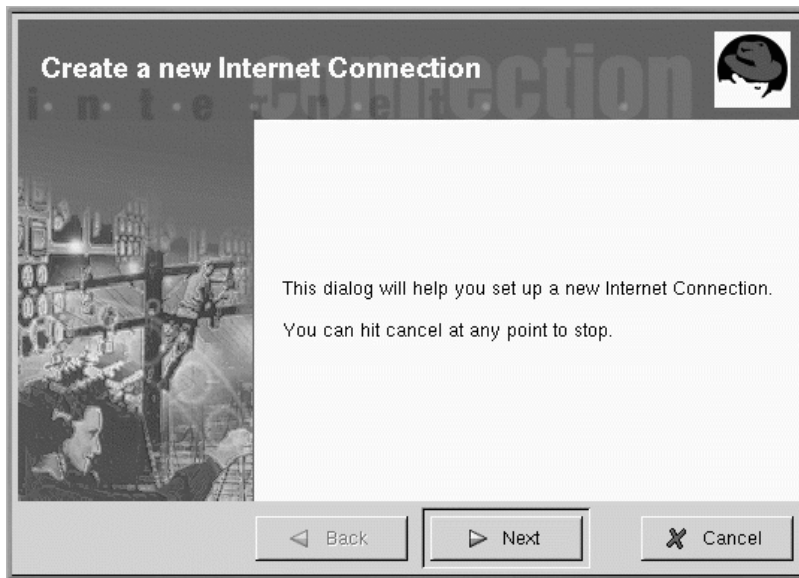 Create a new Internet Connection
internet
connection
This dialog will help you set up a new Internet Connection.
You can hit cancel at any point to stop.
Back
Next
Cancel